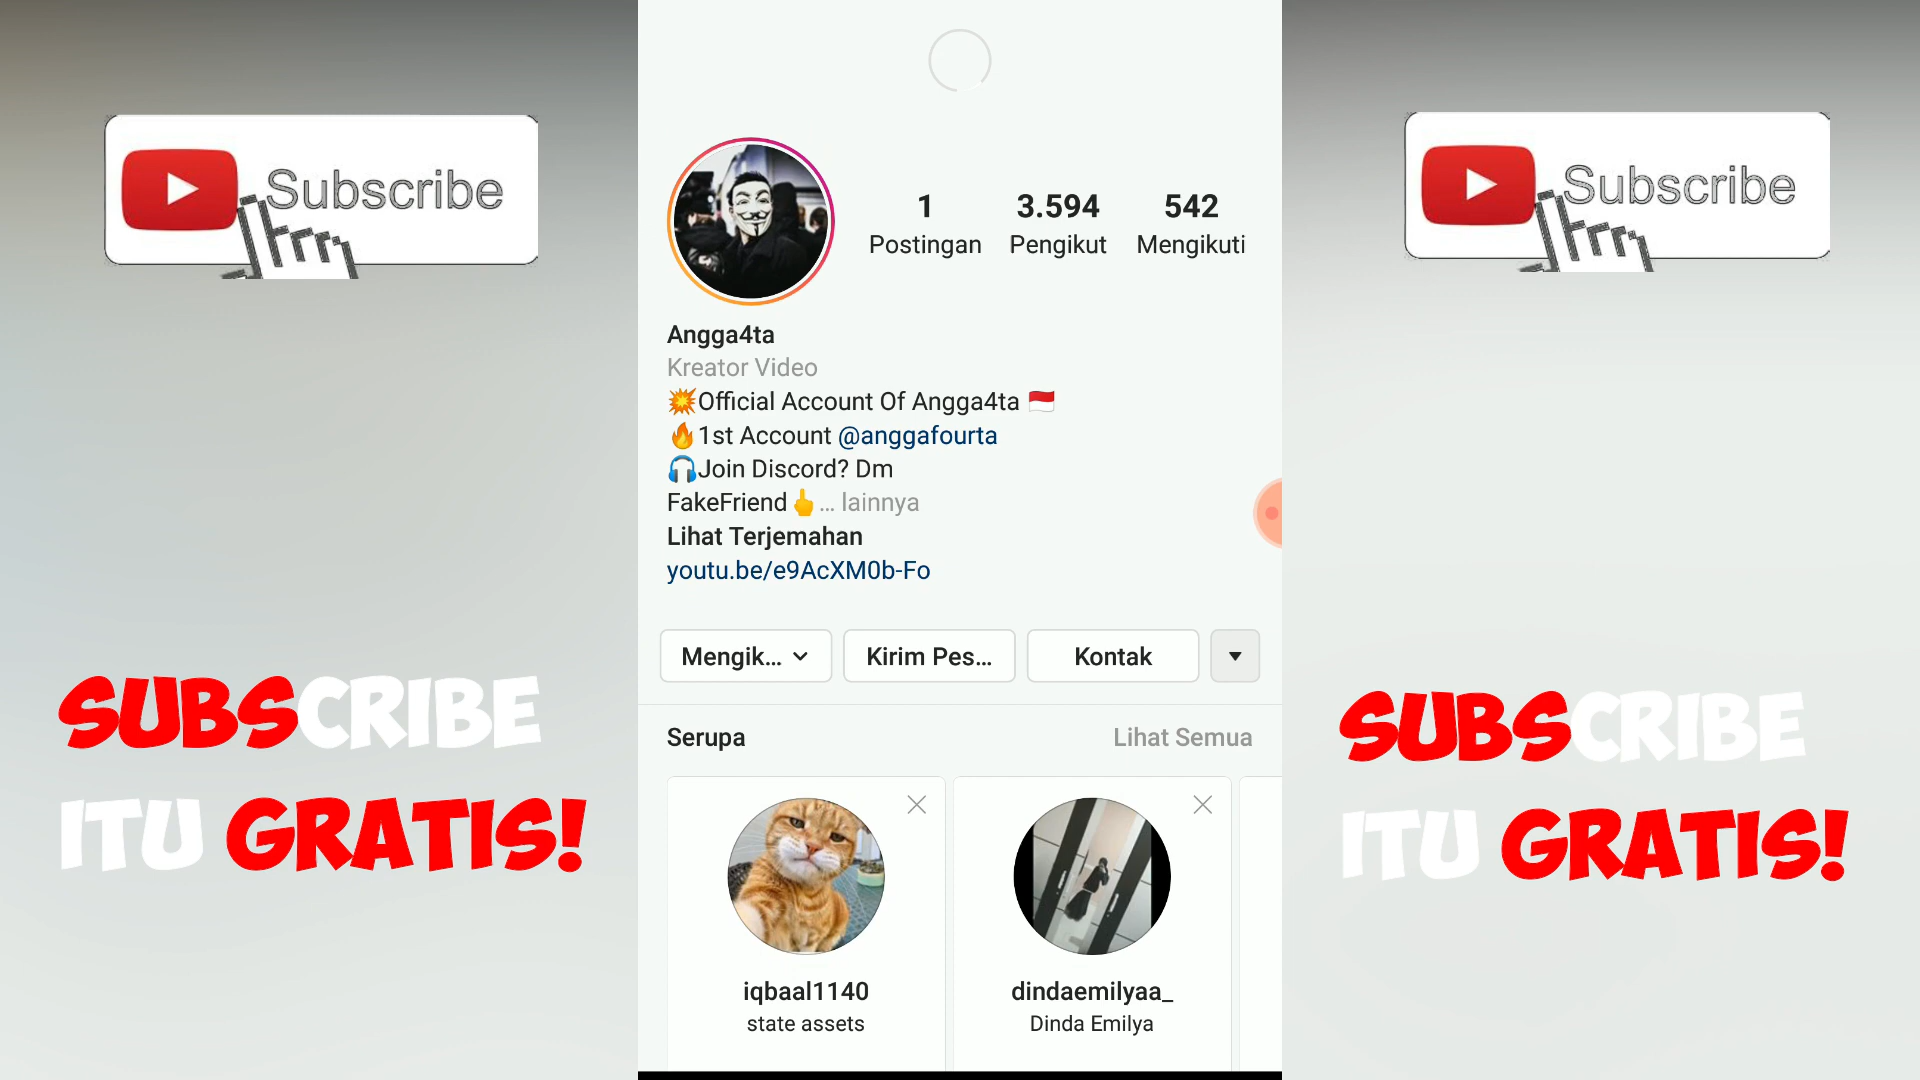 Subscribe
SUBSCRIBE
ITU GRATIS!
1
Postingan
3.594
Pengikut
542
Mengikuti
Angga4ta
Kreator Video
💥Official Account Of Angga4ta 🇮🇩
🔥1st Account @anggafourta
🎧Join Discord? Dm
FakeFriend🖕... lainnya
Lihat Terjemahan
youtu.be/e9AcXM0b-Fo
Mengik...
Kirim Pes...
Kontak
Serupa
Lihat Semua
iqbaal1140
state assets
dindaemilyaa_
Dinda Emilya
Subscribe
SUBSCRIBE
ITU GRATIS!